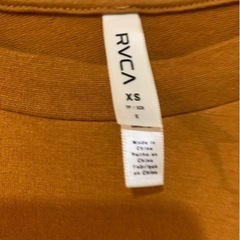 RVCA
XS
Made in
China
Hecho en
China
Fabriqué
en Chine